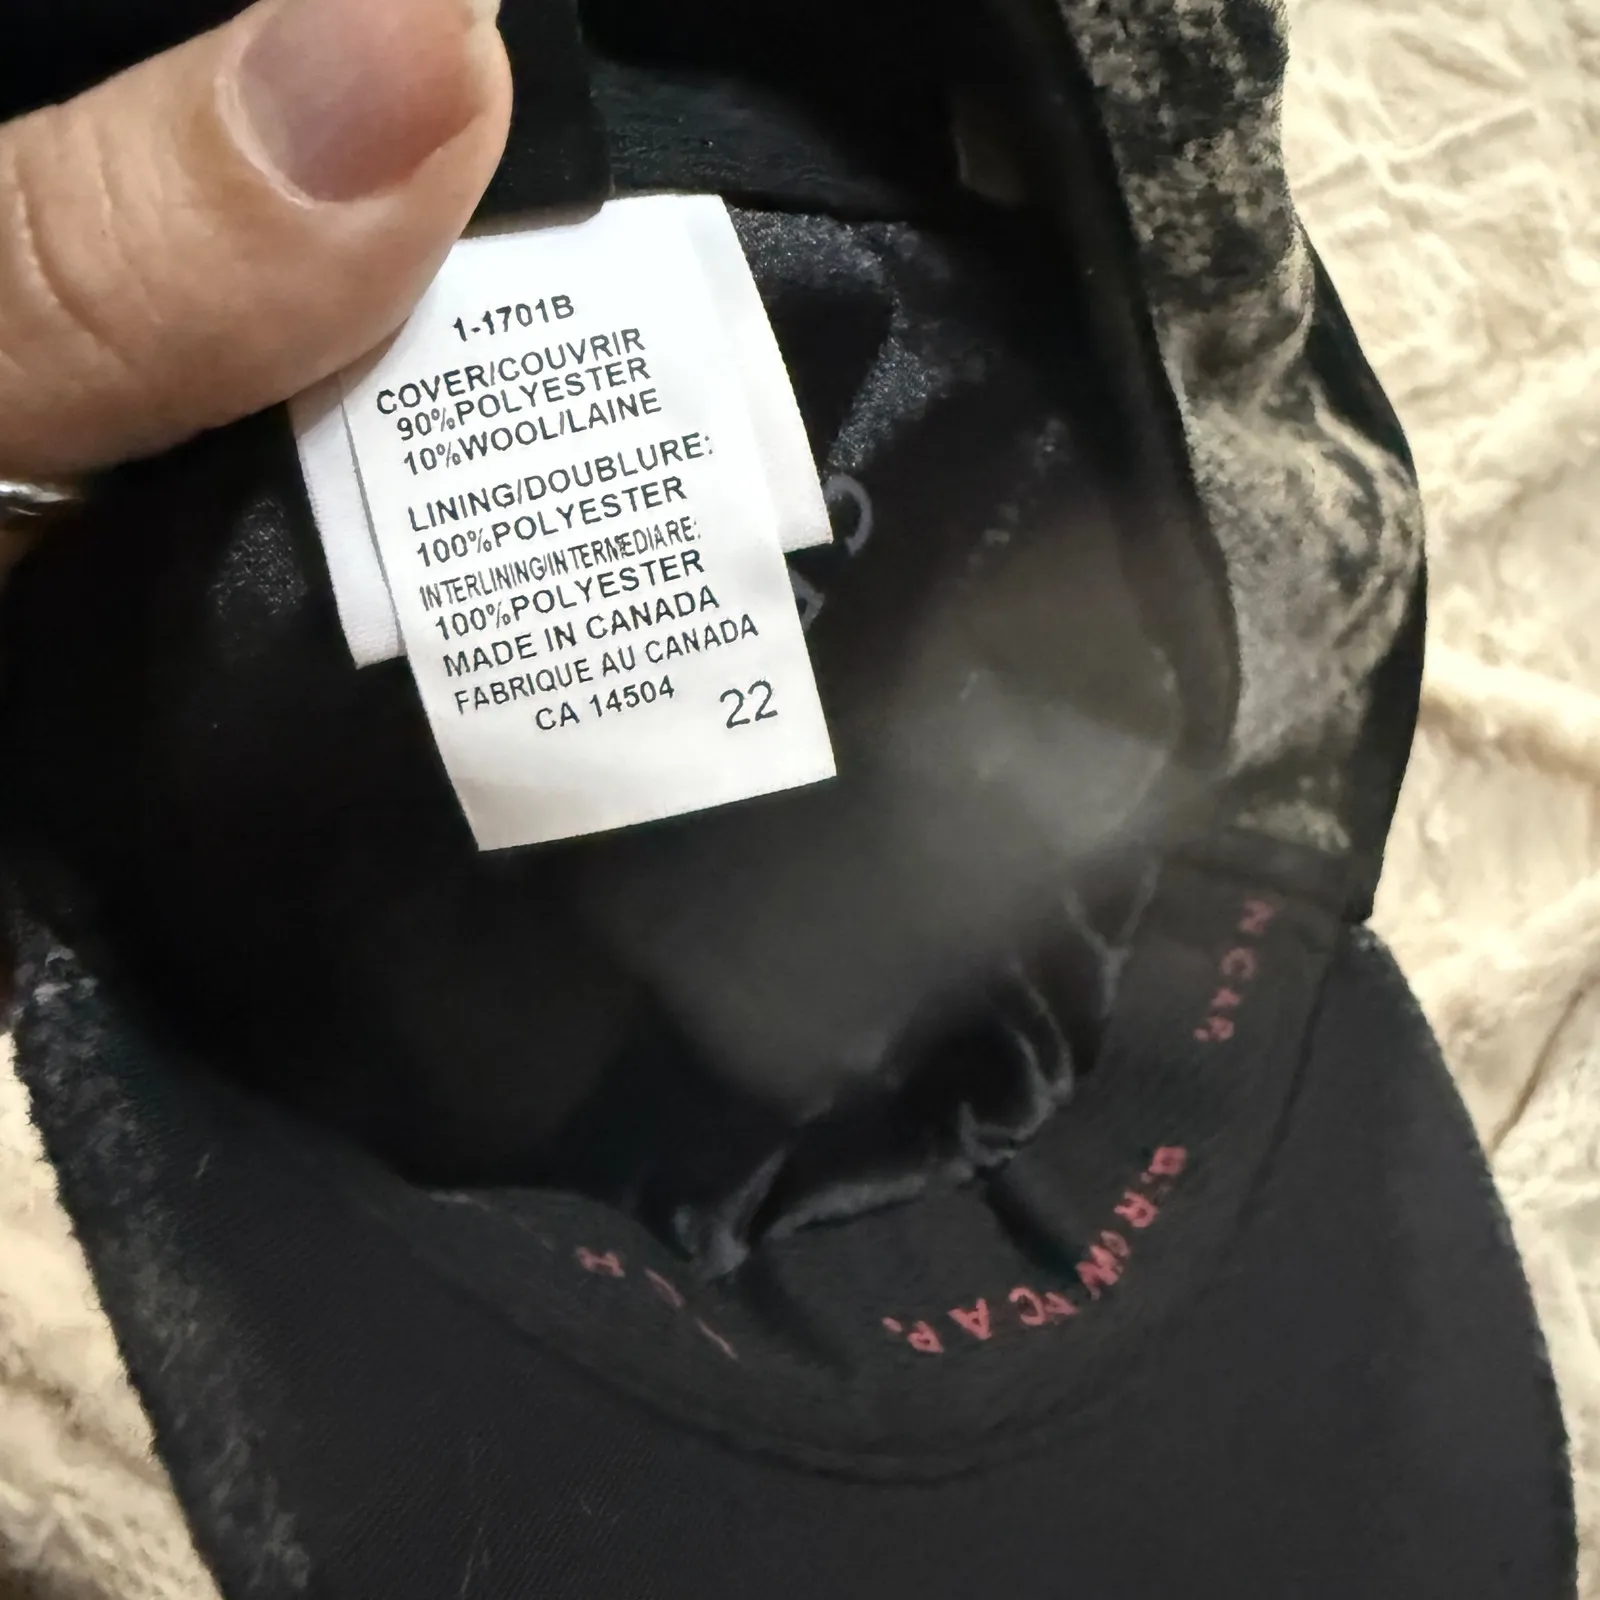 1-1701B
COVER/COUVRIR
90%POLYESTER
10%WOOL/LAINE
LINING/DOUBLURE:
100%POLYESTER
INTERLINING/INTERMEDIARE:
100%POLYESTER
MADE IN CANADA
FABRIQUE AU CANADA
CA 14504 22